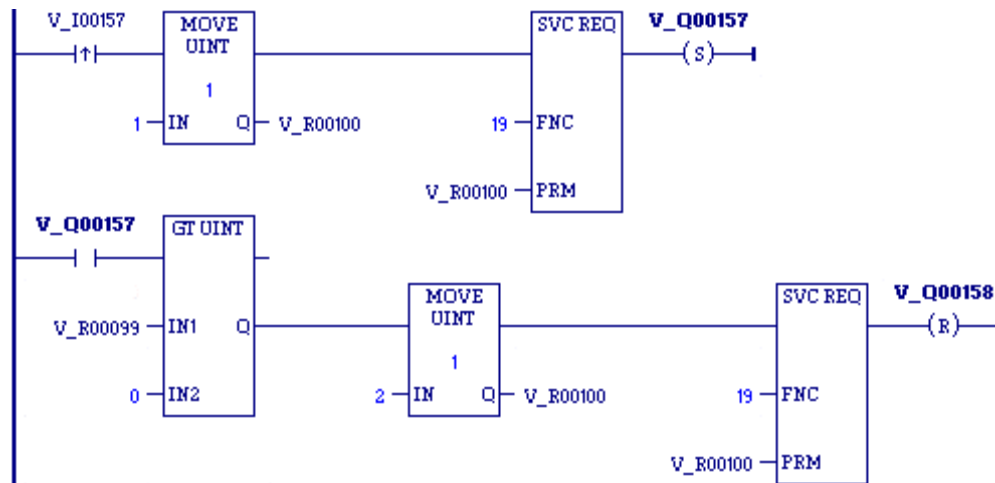 V_I00157
MOVE
UINT
SVC REQ
V_Q00157
↑
(S)
1
1 IN Q V_R00100
19 FNC
V_R00100 PRM
V_Q00157
GT UINT
MOVE
UINT
SVC REQ
V_Q00158
V_R00099 IN1 Q
(R)
1
0 IN2
2 IN Q V_R00100
19 FNC
V_R00100 PRM